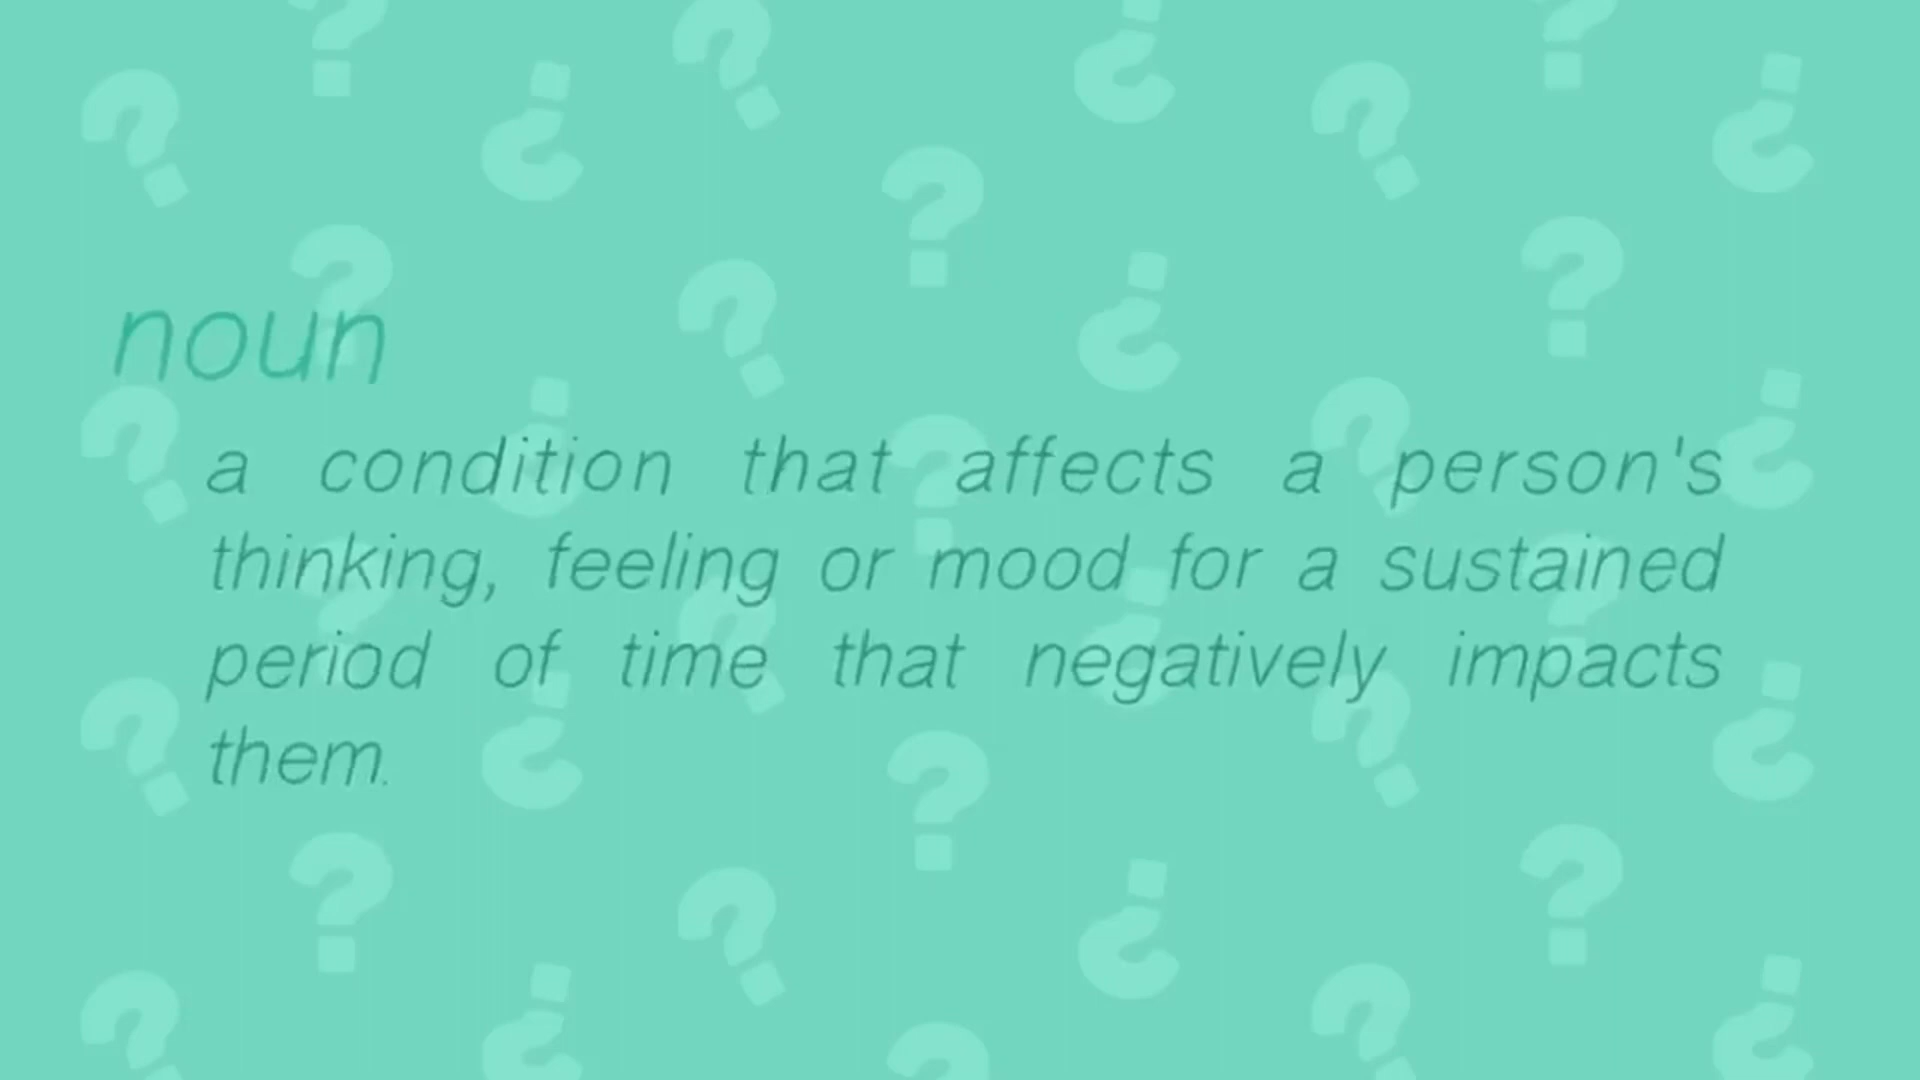 noun
a condition that affects a person's
thinking, feeling or mood for a sustained
period of time that negatively impacts
them.